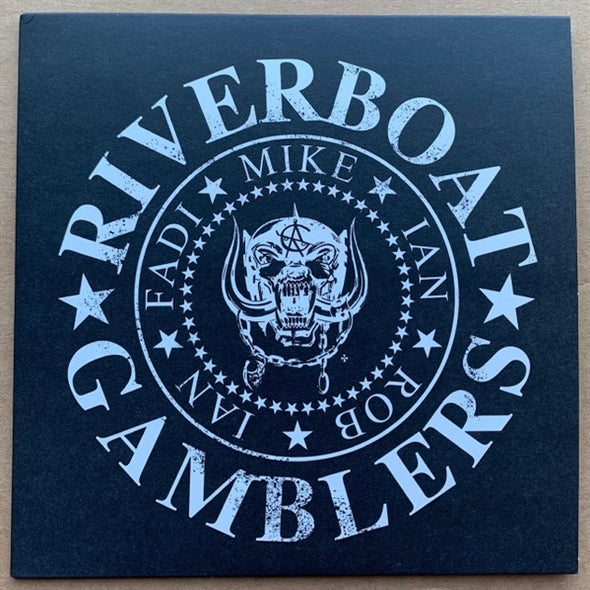 RIVERBOAT
GAMBLERS
MIKE
IAN
ROB
IAN
FADI